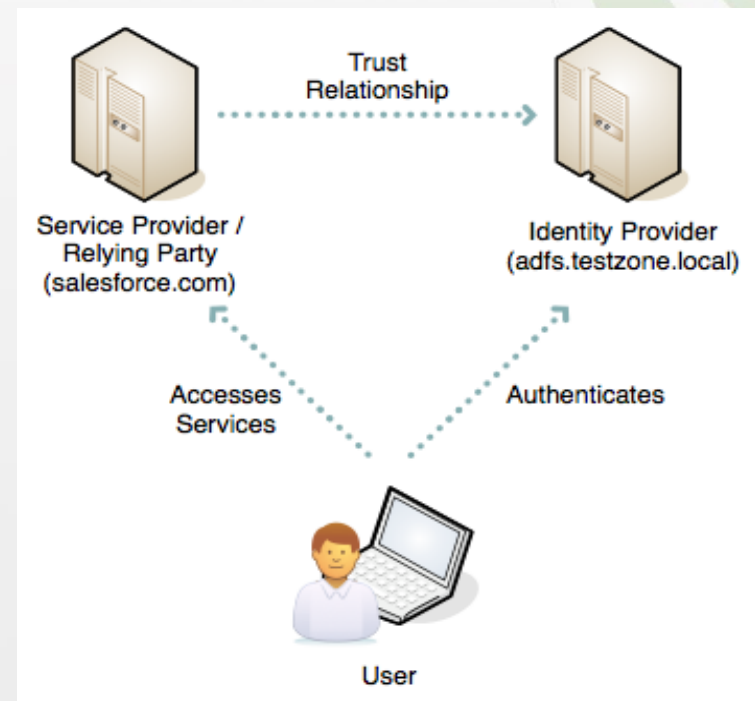 Trust
Relationship
Service Provider /
Relying Party
(salesforce.com)
Identity Provider
(adfs.testzone.local)
Accesses
Services
Authenticates
User